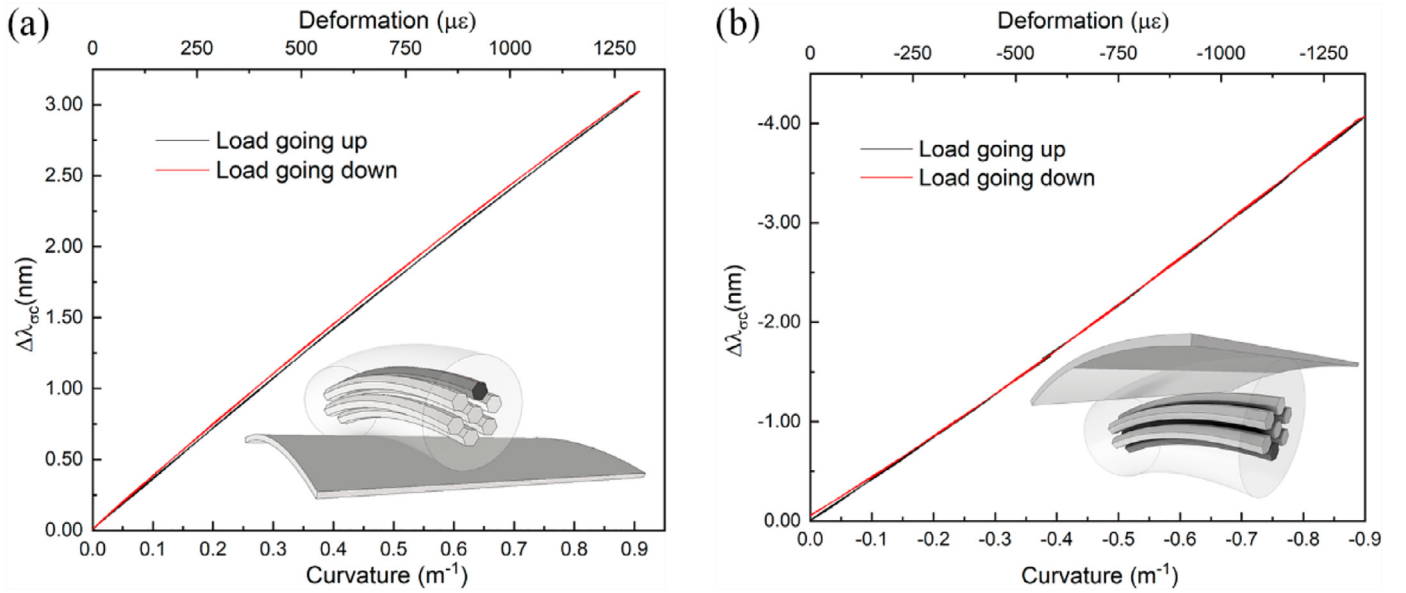 (a)
Deformation (με)
0 250 500 750 1000 1250
3.00
2.50
2.00
1.50
1.00
0.50
0.00
Δλσc(nm)
Load going up
Load going down
0.0 0.1 0.2 0.3 0.4 0.5 0.6 0.7 0.8 0.9
Curvature (m⁻¹)
(b)
Deformation (με)
0 -250 -500 -750 -1000 -1250
-4.00
-3.00
-2.00
-1.00
0.00
Δλσc(nm)
Load going up
Load going down
0.0 -0.1 -0.2 -0.3 -0.4 -0.5 -0.6 -0.7 -0.8 -0.9
Curvature (m⁻¹)